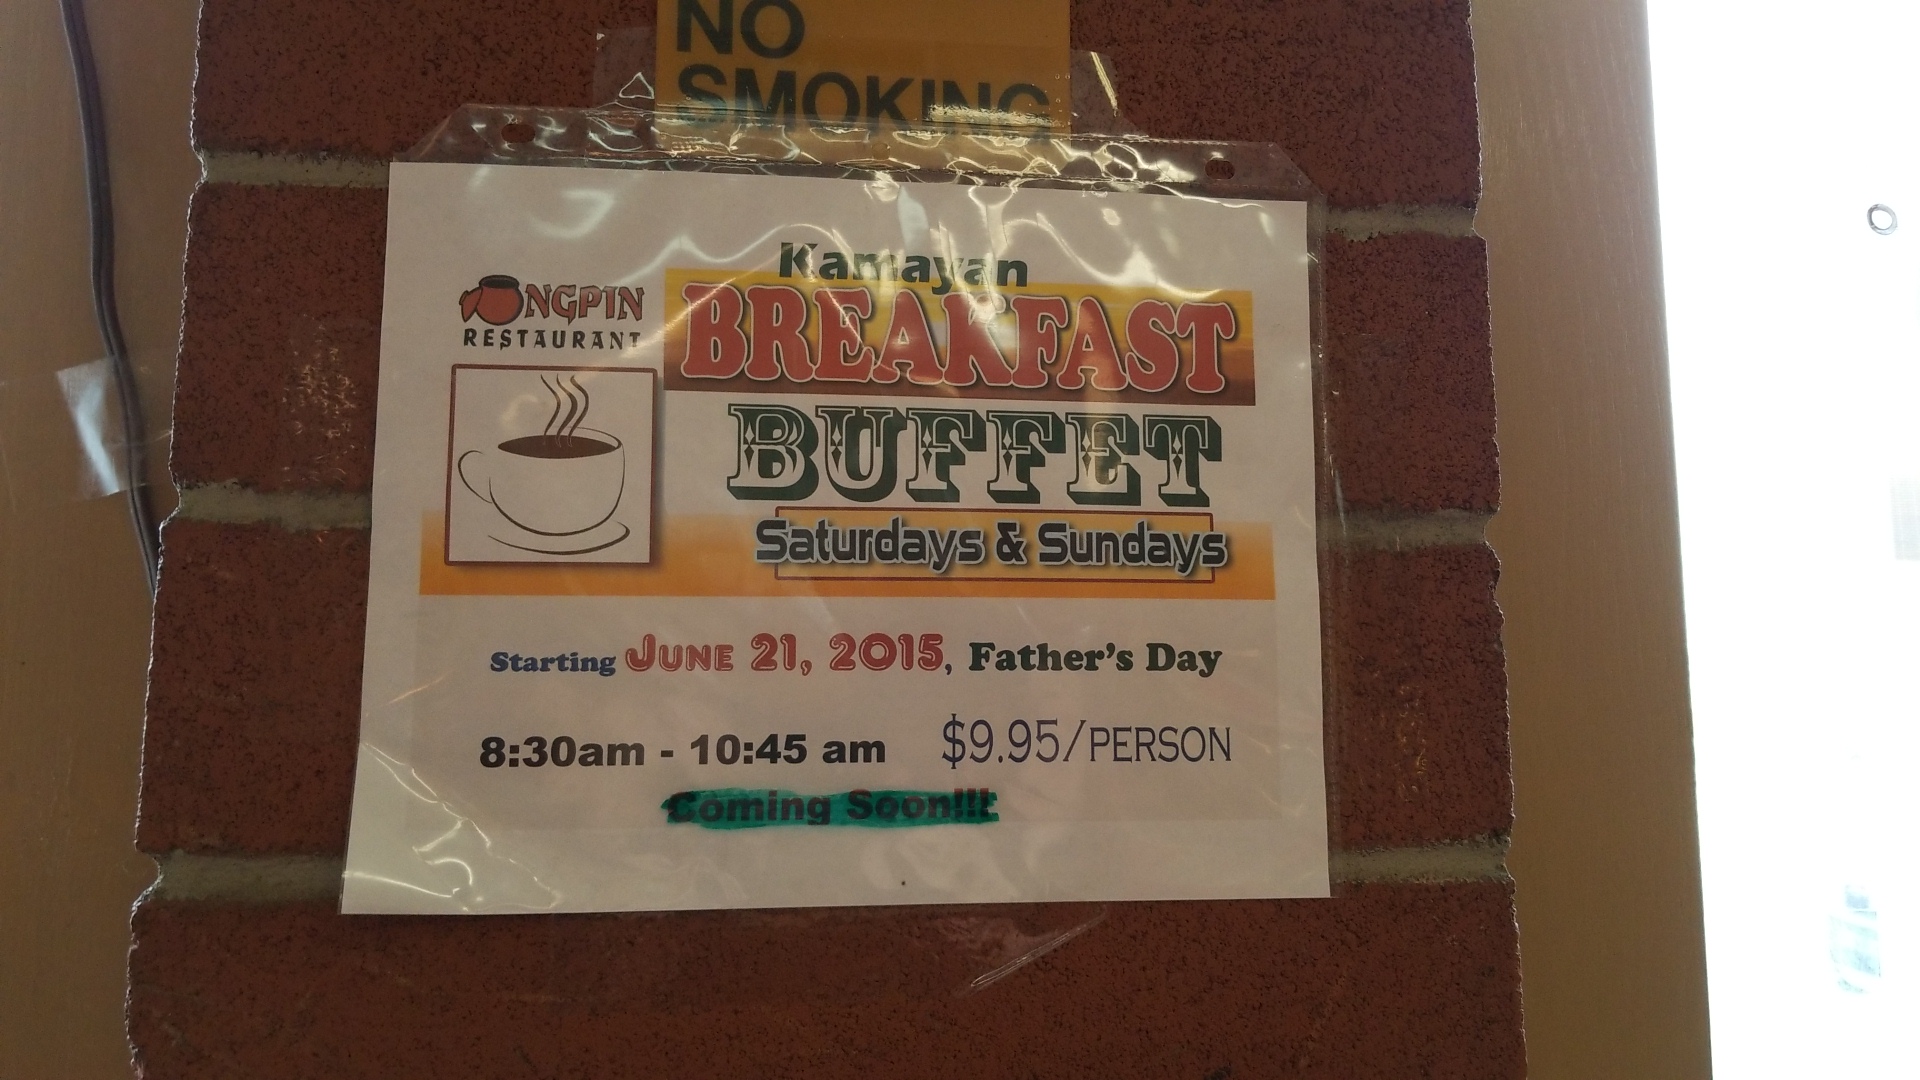 NO
SMOKING
Kamayan
ONGPIN
RESTAURANT
BREAKFAST
BUFFET
Saturdays & Sundays
Starting JUNE 21, 2015, Father's Day
8:30am - 10:45 am $9.95/PERSON
Coming Soon!!!